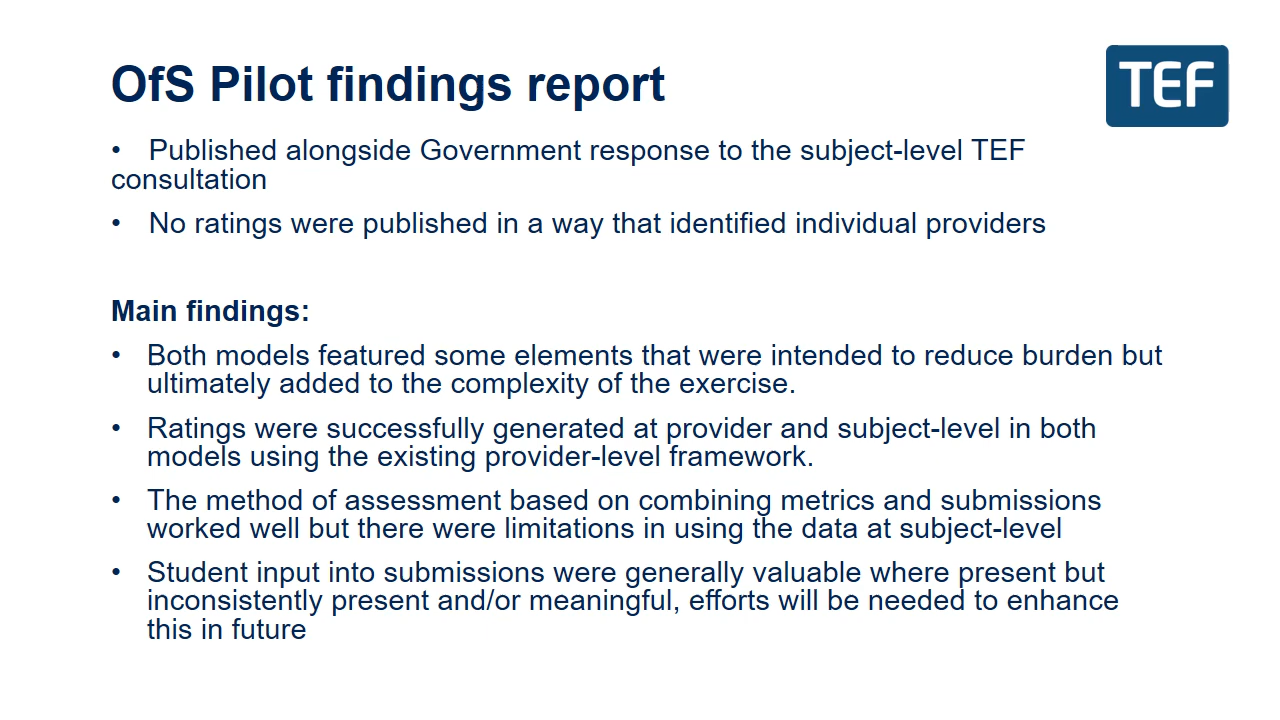 OfS Pilot findings report
TEF
• Published alongside Government response to the subject-level TEF
consultation
• No ratings were published in a way that identified individual providers
Main findings:
• Both models featured some elements that were intended to reduce burden but
ultimately added to the complexity of the exercise.
• Ratings were successfully generated at provider and subject-level in both
models using the existing provider-level framework.
• The method of assessment based on combining metrics and submissions
worked well but there were limitations in using the data at subject-level
• Student input into submissions were generally valuable where present but
inconsistently present and/or meaningful, efforts will be needed to enhance
this in future